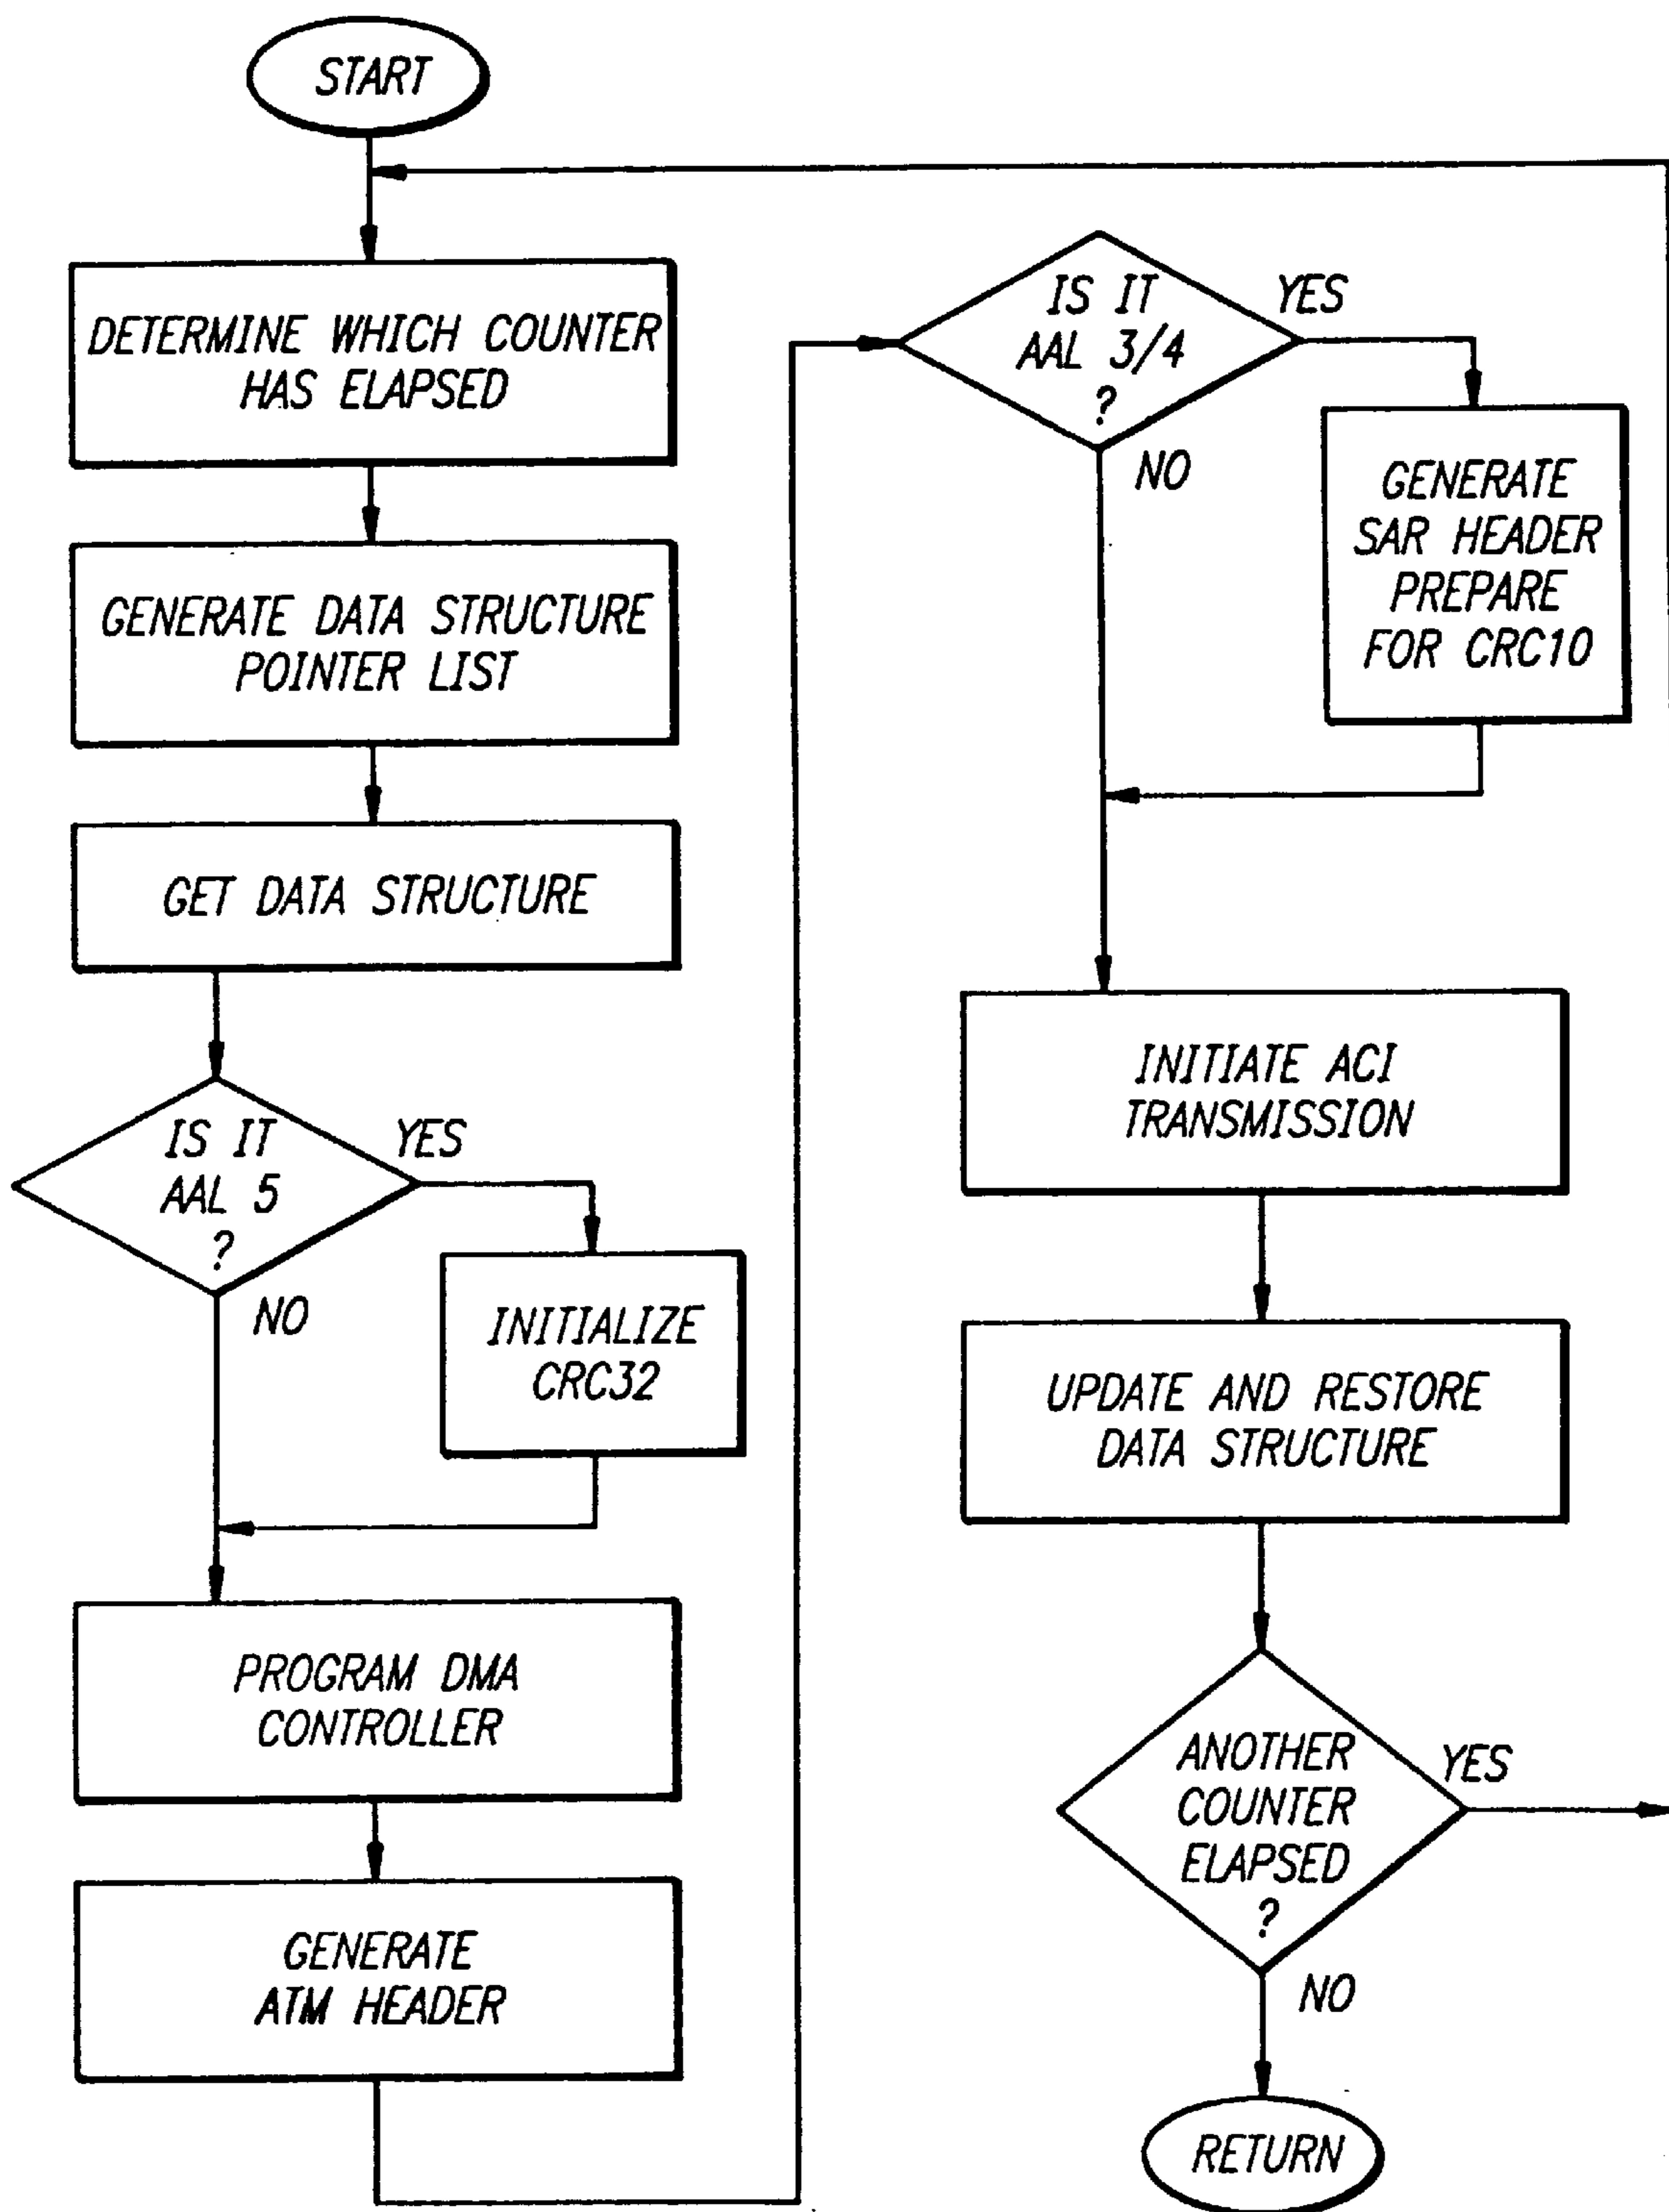 START
DETERMINE WHICH COUNTER
HAS ELAPSED
GENERATE DATA STRUCTURE
POINTER LIST
GET DATA STRUCTURE
IS IT
AAL 5
?
YES
NO
INITIALIZE
CRC32
PROGRAM DMA
CONTROLLER
GENERATE
ATM HEADER
IS IT
AAL 3/4
?
YES
NO
GENERATE
SAR HEADER
PREPARE
FOR CRC10
INITIATE ACI
TRANSMISSION
UPDATE AND RESTORE
DATA STRUCTURE
ANOTHER
COUNTER
ELAPSED
?
YES
NO
RETURN